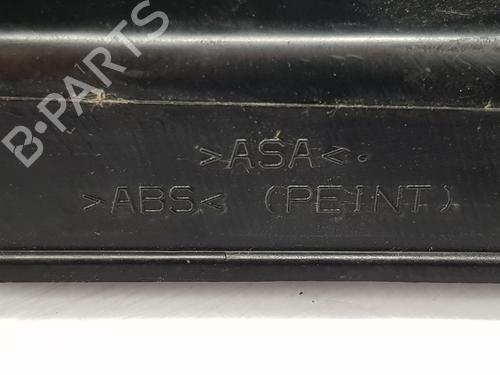 B-PARTS
>ASA<.
>ABS< (PEINT)